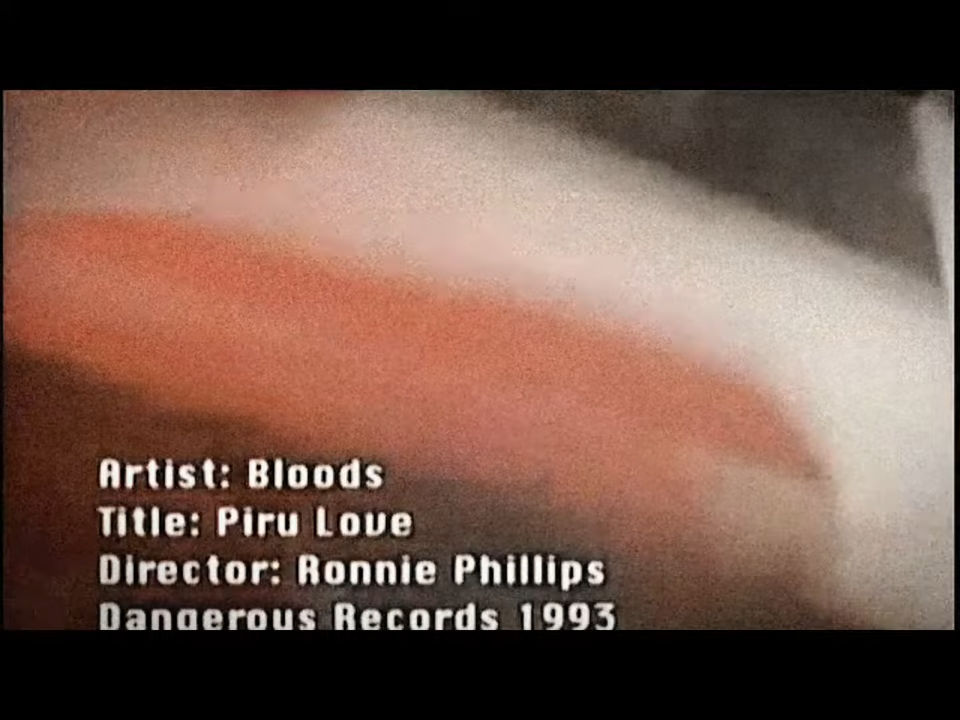 Artist: Bloods
Title: Piru Love
Director: Ronnie Phillips
Dangerous Records 1993